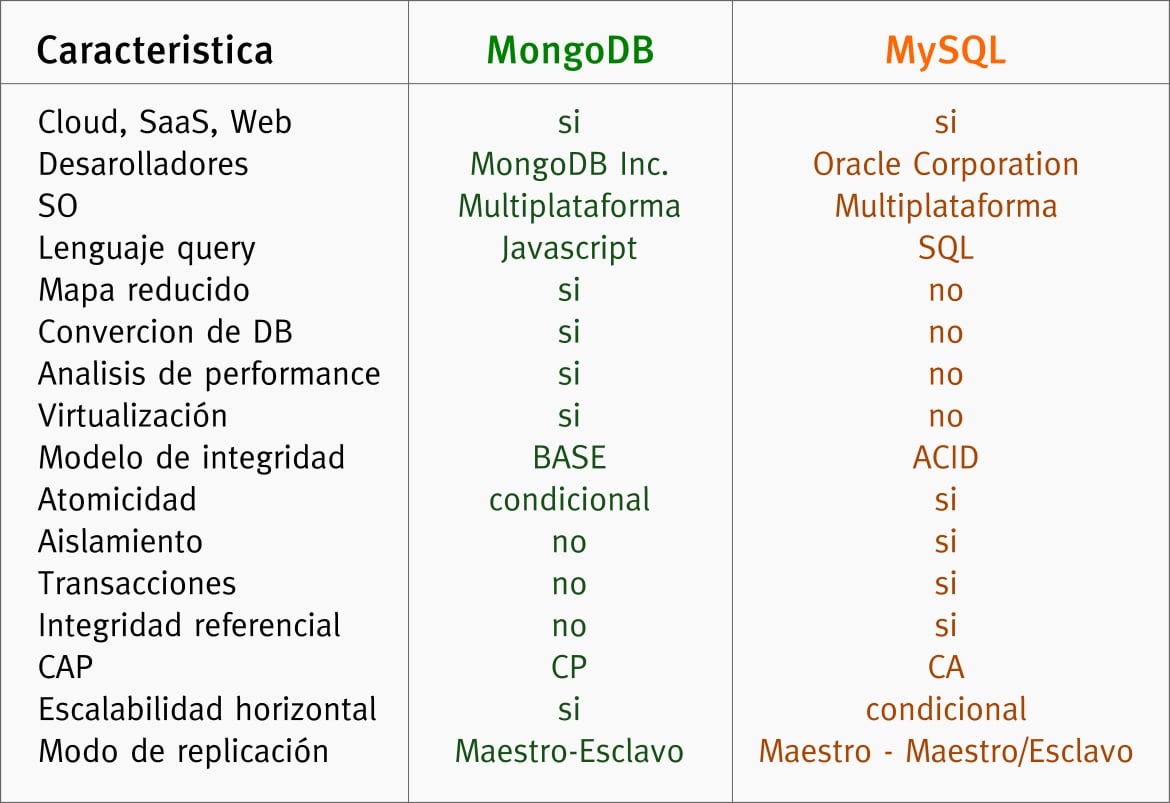 Caracteristica MongoDB MySQL
Cloud, SaaS, Web si si
Desarolladores MongoDB Inc. Oracle Corporation
SO Multiplataforma Multiplataforma
Lenguaje query Javascript SQL
Mapa reducido si no
Convercion de DB si no
Analisis de performance si no
Virtualización si no
Modelo de integridad BASE ACID
Atomicidad condicional si
Aislamiento no si
Transacciones no si
Integridad referencial no si
CAP CP CA
Escalabilidad horizontal si condicional
Modo de replicación Maestro-Esclavo Maestro - Maestro/Esclavo